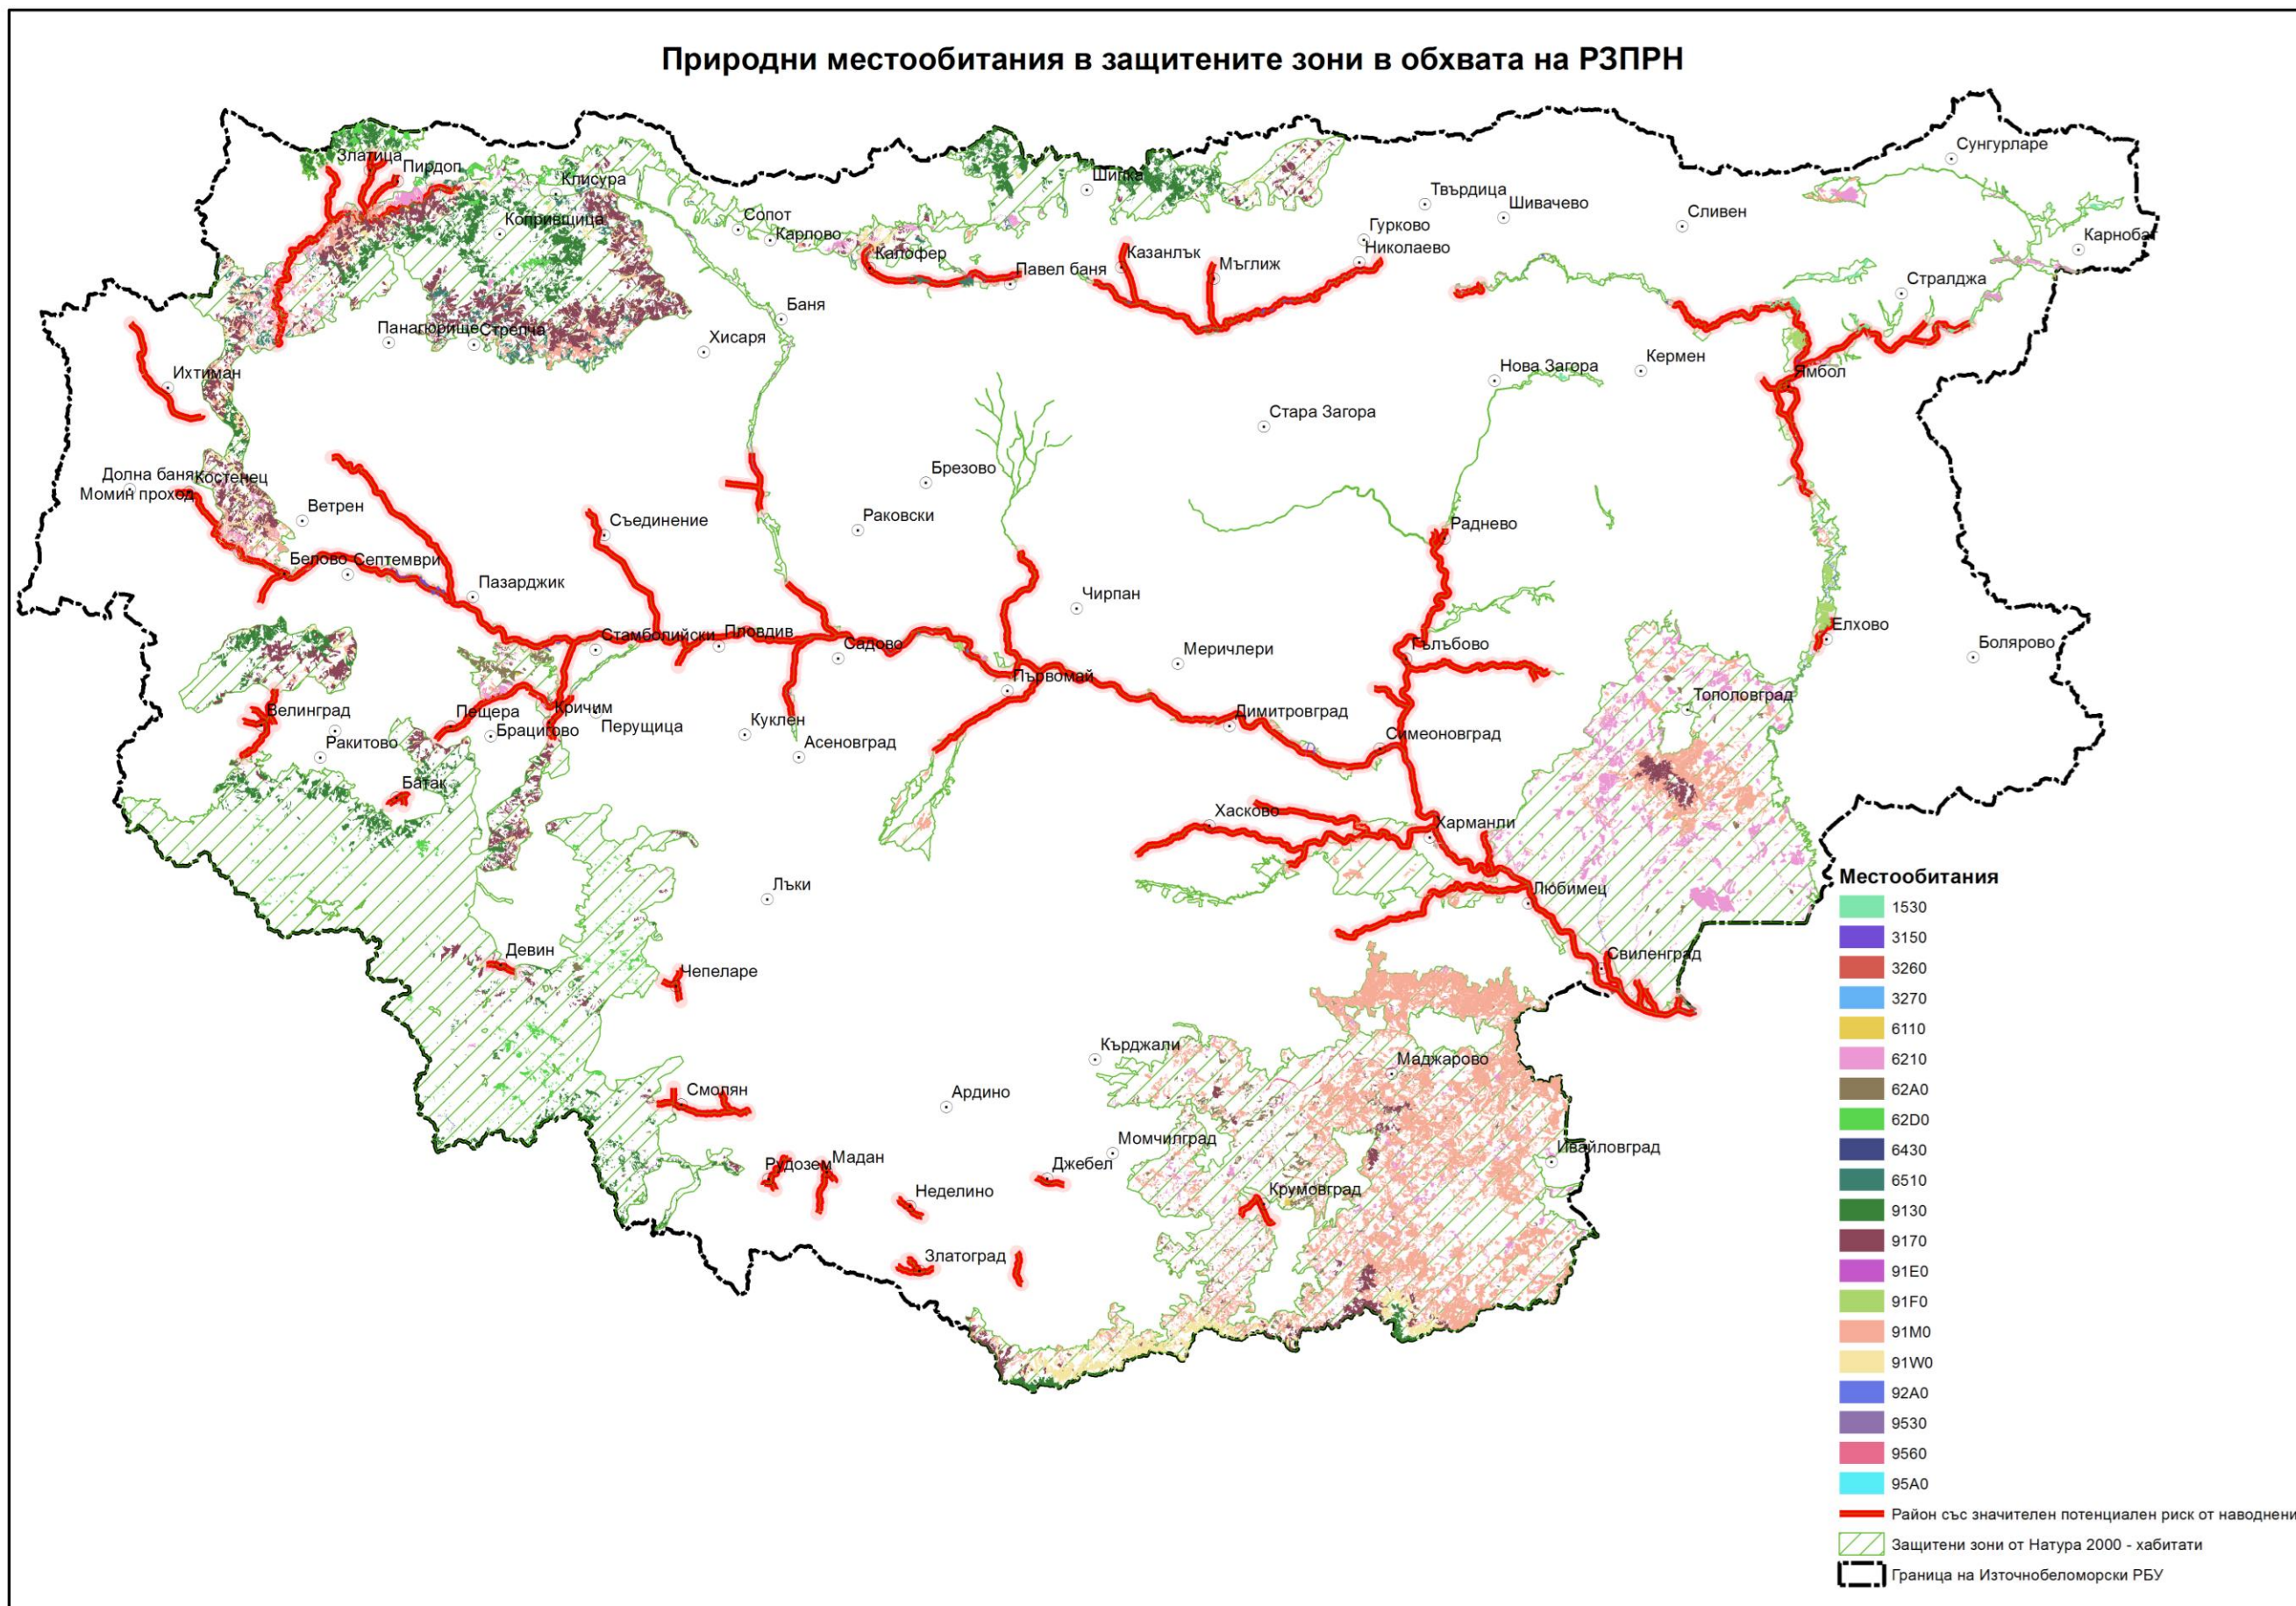 Природни местообитания в защитените зони в обхвата на РЗПРН
Сунгурларе
Златица
Пирдоп
Клисура
Шипка
Твърдица
Шивачево
Сливен
Копривщица
Сопот
Карлово
Гурково
Николаево
Карнобат
Калофер
Павел баня
Казанлък
Мъглиж
Стралджа
Баня
Панагюрище
Стрелча
Хисаря
Ихтиман
Нова Загора
Кермен
Ямбол
Стара Загора
Долна баня
Костенец
Момин проход
Брезово
Ветрен
Съединение
Раковски
Раднево
Белово
Септември
Пазарджик
Чирпан
Стамболийски
Пловдив
Садово
Меричлери
Гълъбово
Елхово
Болярово
Първомай
Тополовград
Велинград
Пещера
Кричим
Перущица
Куклен
Димитровград
Ракитово
Брацигово
Асеновград
Симеоновград
Батак
Хасково
Харманли
Лъки
Любимец
Девин
Чепеларе
Свиленград
Кърджали
Маджарово
Смолян
Ардино
Момчилград
Ивайловград
Рудозем
Мадан
Джебел
Неделино
Крумовград
Златоград
Местообитания
1530
3150
3260
3270
6110
6210
62A0
62D0
6430
6510
9130
9170
91E0
91F0
91M0
91W0
92A0
9530
9560
95A0
Район със значителен потенциален риск от наводнени
Защитени зони от Натура 2000 - хабитати
Граница на Източнобеломорски РБУ